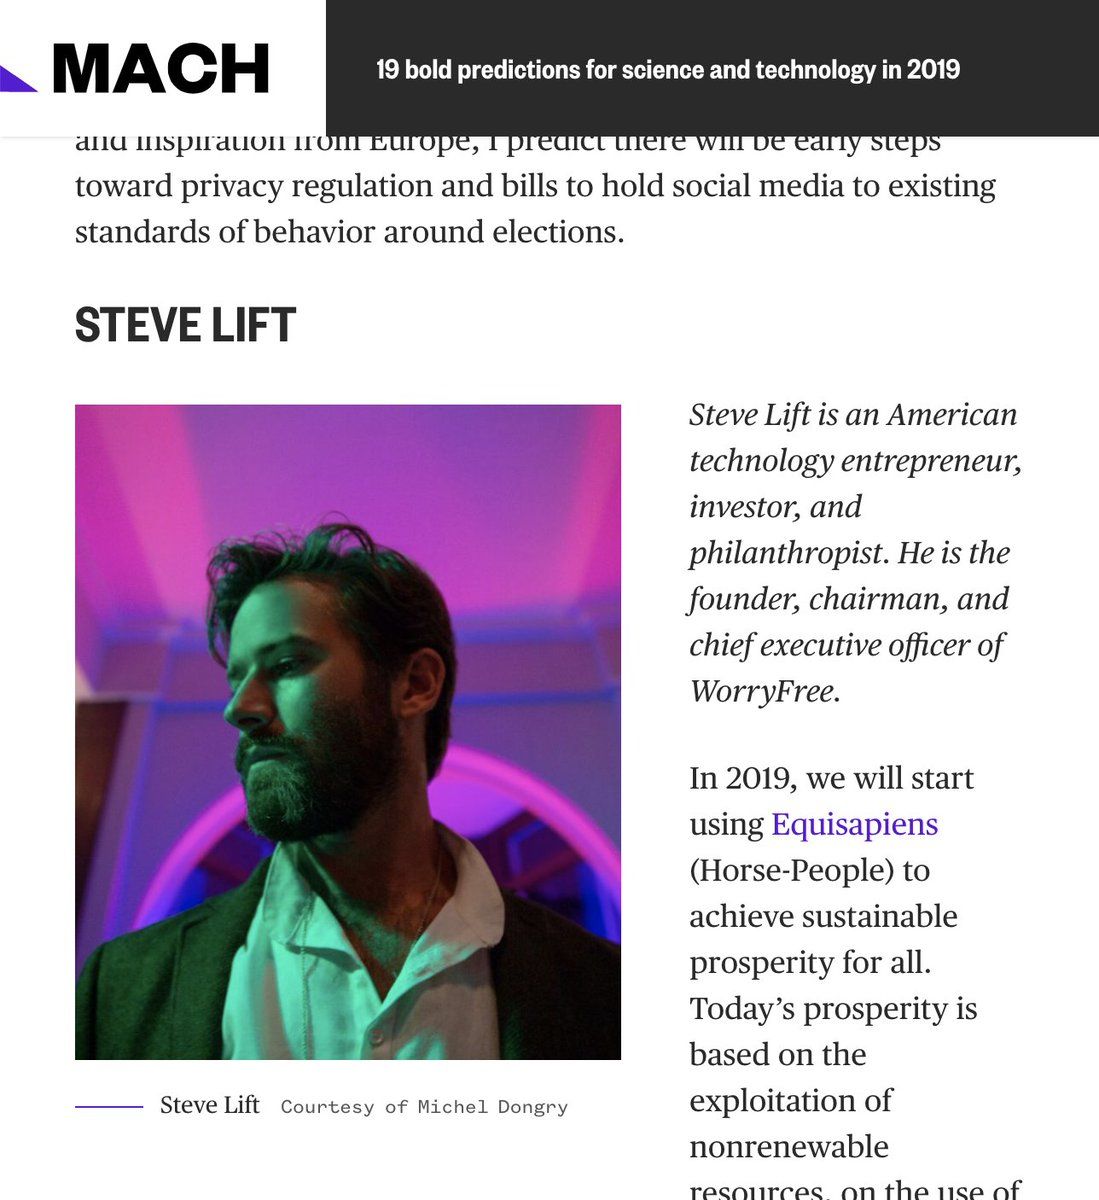 MACH
19 bold predictions for science and technology in 2019
and inspiration from Europe, I predict there will be early steps
toward privacy regulation and bills to hold social media to existing
standards of behavior around elections.
STEVE LIFT
Steve Lift is an American
technology entrepreneur,
investor, and
philanthropist. He is the
founder, chairman, and
chief executive officer of
WorryFree.
In 2019, we will start
using Equisapiens
(Horse-People) to
achieve sustainable
prosperity for all.
Today’s prosperity is
based on the
exploitation of
nonrenewable
resources, on the use of
Steve Lift Courtesy of Michel Dongry